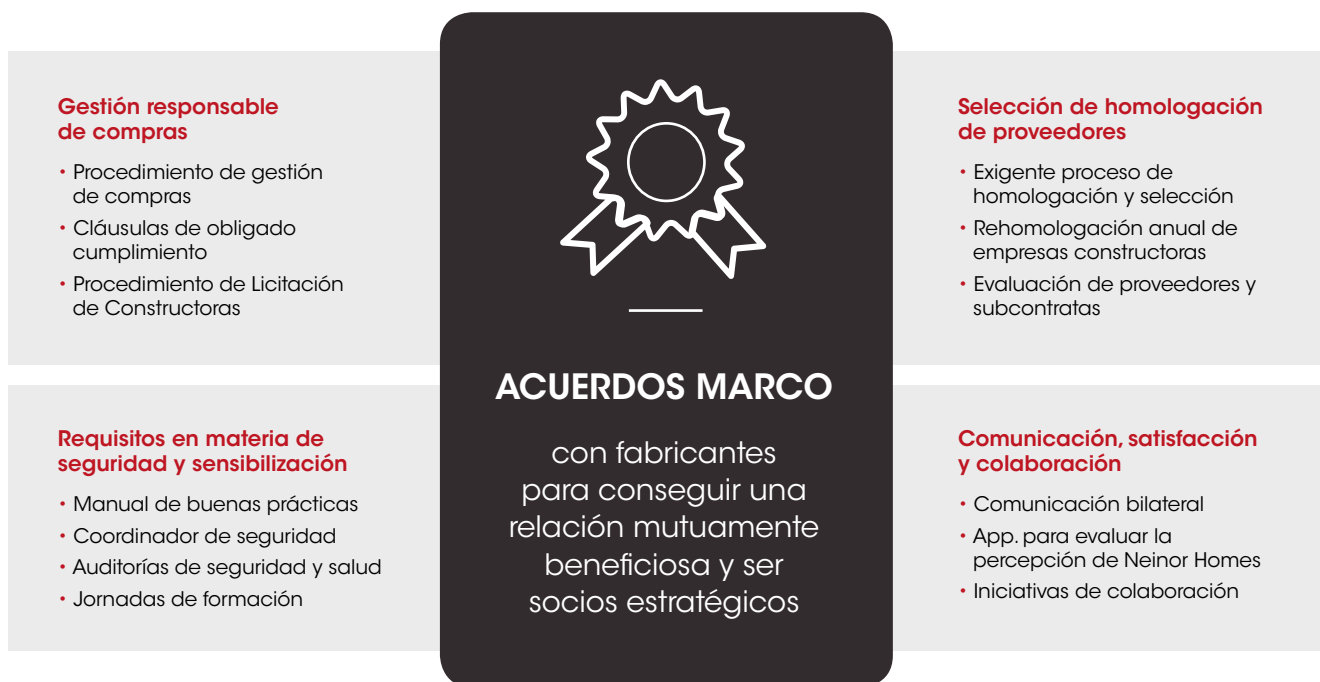 Gestión responsable
de compras
• Procedimiento de gestión
de compras
• Cláusulas de obligado
cumplimiento
• Procedimiento de Licitación
de Constructoras
Requisitos en materia de
seguridad y sensibilización
• Manual de buenas prácticas
• Coordinador de seguridad
• Auditorías de seguridad y salud
• Jornadas de formación
ACUERDOS MARCO
con fabricantes
para conseguir una
relación mutuamente
beneficiosa y ser
socios estratégicos
Selección de homologación
de proveedores
• Exigente proceso de
homologación y selección
• Rehomologación anual de
empresas constructoras
• Evaluación de proveedores y
subcontratas
Comunicación, satisfacción
y colaboración
• Comunicación bilateral
• App. para evaluar la
percepción de Neinor Homes
• Iniciativas de colaboración